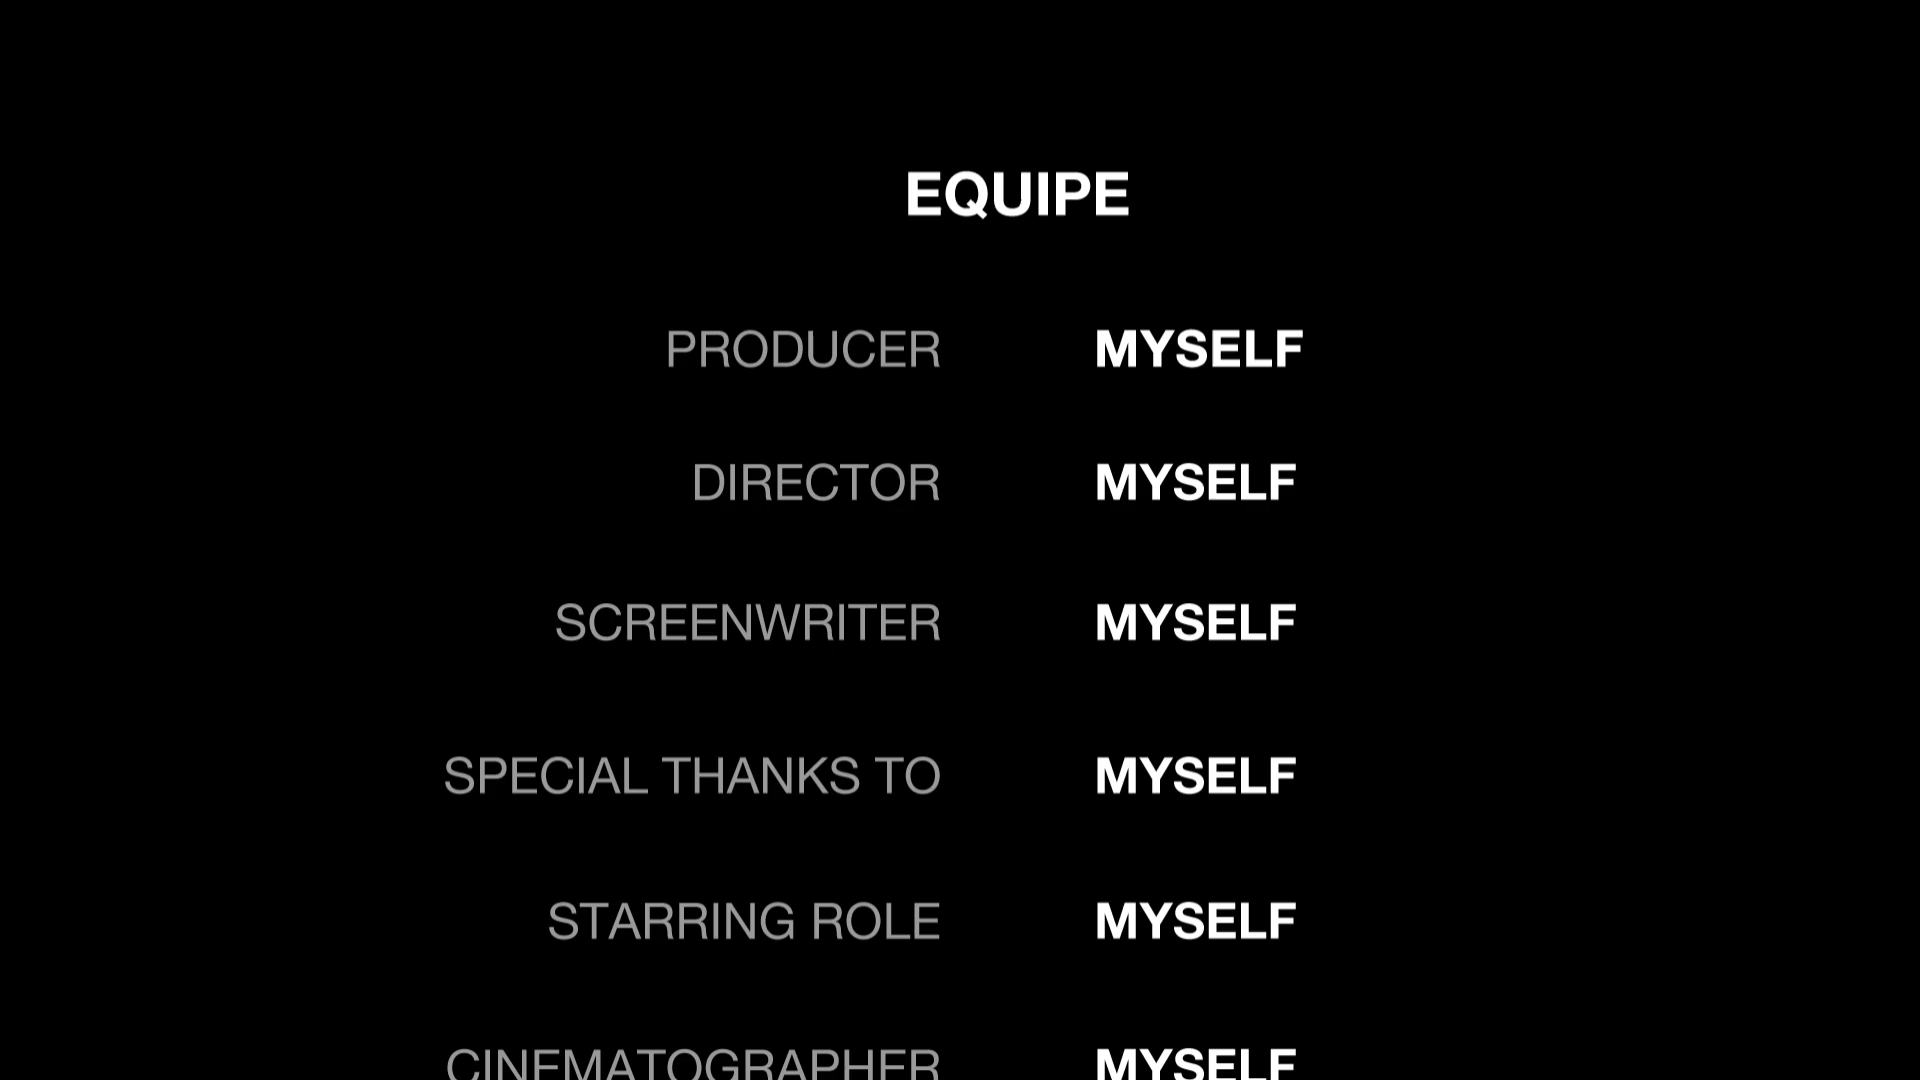 EQUIPE
PRODUCER MYSELF
DIRECTOR MYSELF
SCREENWRITER MYSELF
SPECIAL THANKS TO MYSELF
STARRING ROLE MYSELF
CINEMATOGRAPHER MYSELF